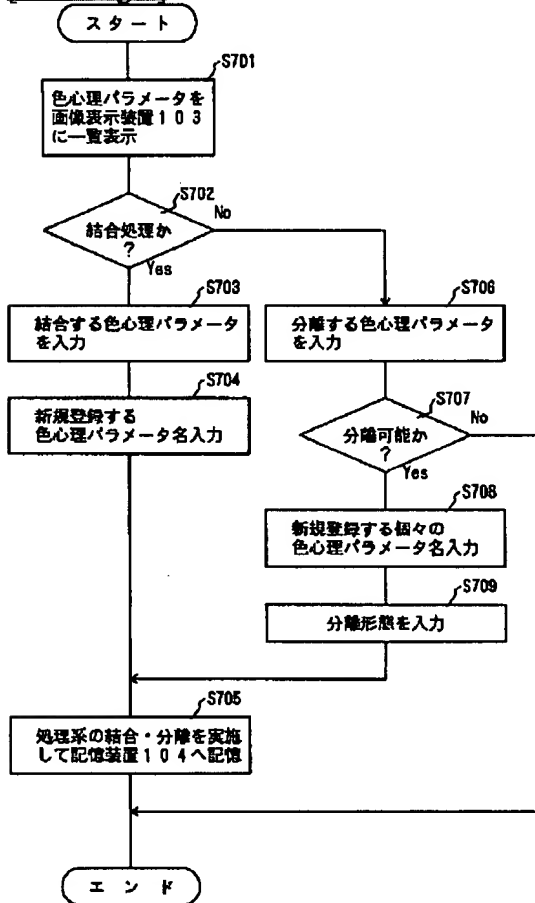 スタート
S701
色心理パラメータを
画像表示装置103
に一覧表示
S702
結合処理か
?
No
Yes
S703
結合する色心理パラメータ
を入力
S704
新規登録する
色心理パラメータ名入力
S706
分離する色心理パラメータ
を入力
S707
分離可能か
?
No
Yes
S708
新規登録する個々の
色心理パラメータ名入力
S709
分離形態を入力
S705
処理系の結合・分離を実施
して記憶装置104へ記憶
エンド